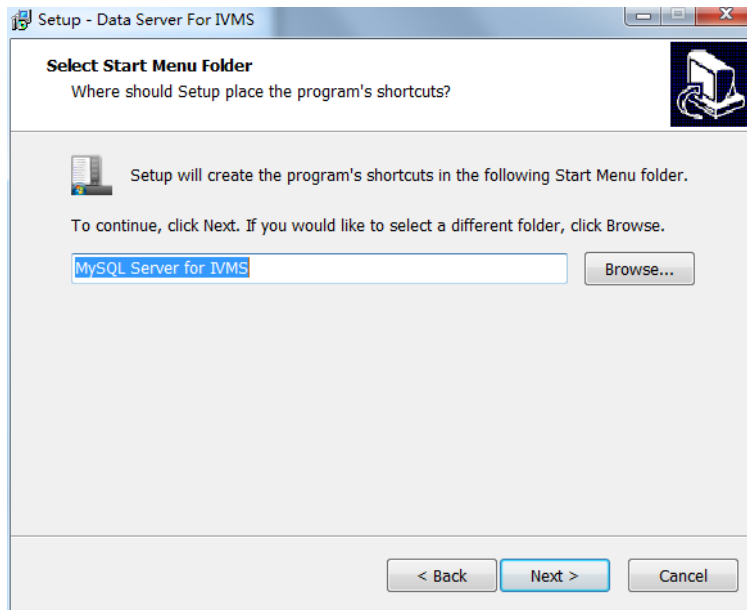 Setup - Data Server For IVMS
Select Start Menu Folder
Where should Setup place the program's shortcuts?
Setup will create the program's shortcuts in the following Start Menu folder.
To continue, click Next. If you would like to select a different folder, click Browse.
MySQL Server for IVMS
Browse...
< Back
Next >
Cancel